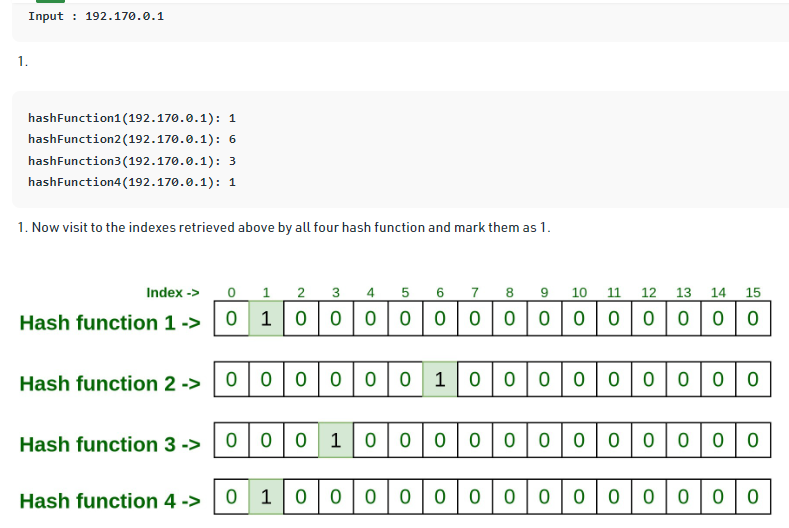 Input : 192.170.0.1
1.
hashFunction1(192.170.0.1): 1
hashFunction2(192.170.0.1): 6
hashFunction3(192.170.0.1): 3
hashFunction4(192.170.0.1): 1
1. Now visit to the indexes retrieved above by all four hash function and mark them as 1.
Index -> 0 1 2 3 4 5 6 7 8 9 10 11 12 13 14 15
Hash function 1 -> 0 1 0 0 0 0 0 0 0 0 0 0 0 0 0 0
Hash function 2 -> 0 0 0 0 0 0 1 0 0 0 0 0 0 0 0 0
Hash function 3 -> 0 0 0 1 0 0 0 0 0 0 0 0 0 0 0 0
Hash function 4 -> 0 1 0 0 0 0 0 0 0 0 0 0 0 0 0 0